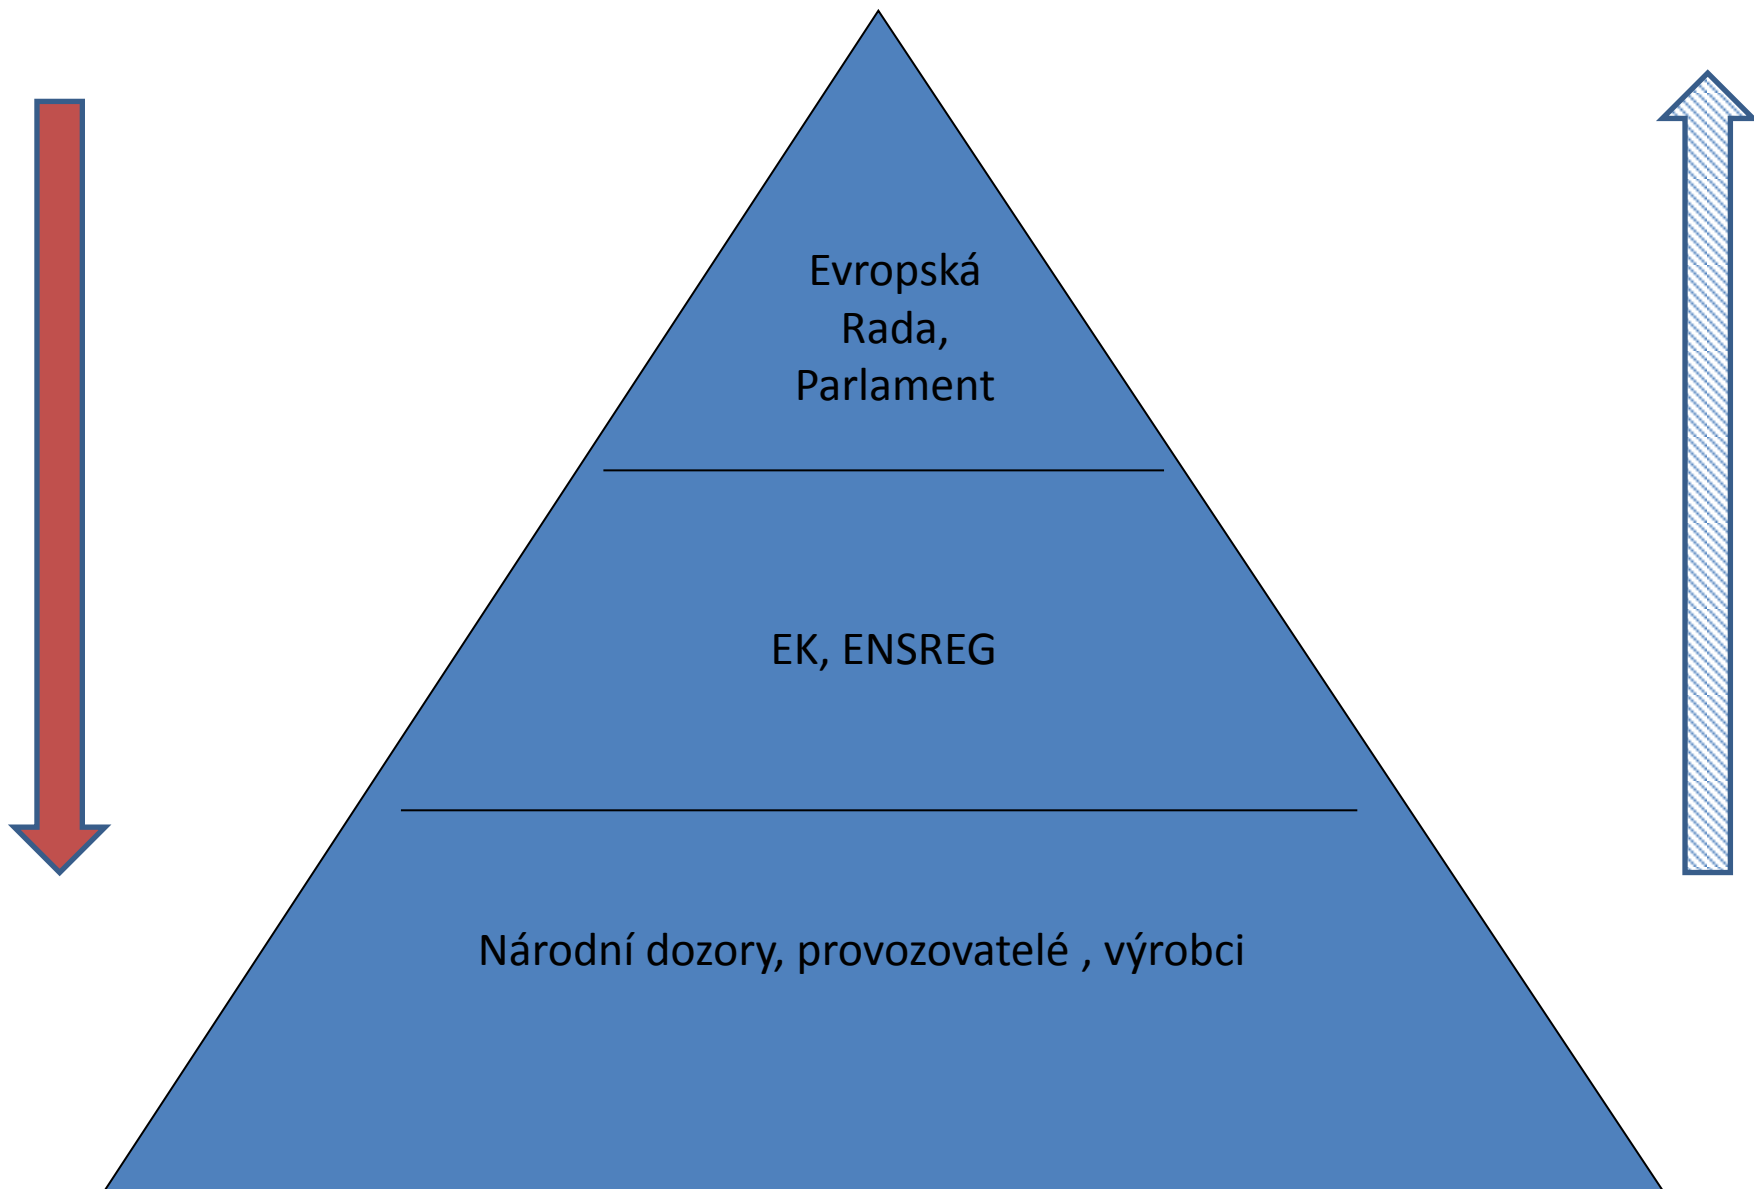 Evropská
Rada,
Parlament
EK, ENSREG
Národní dozory, provozovatelé , výrobci